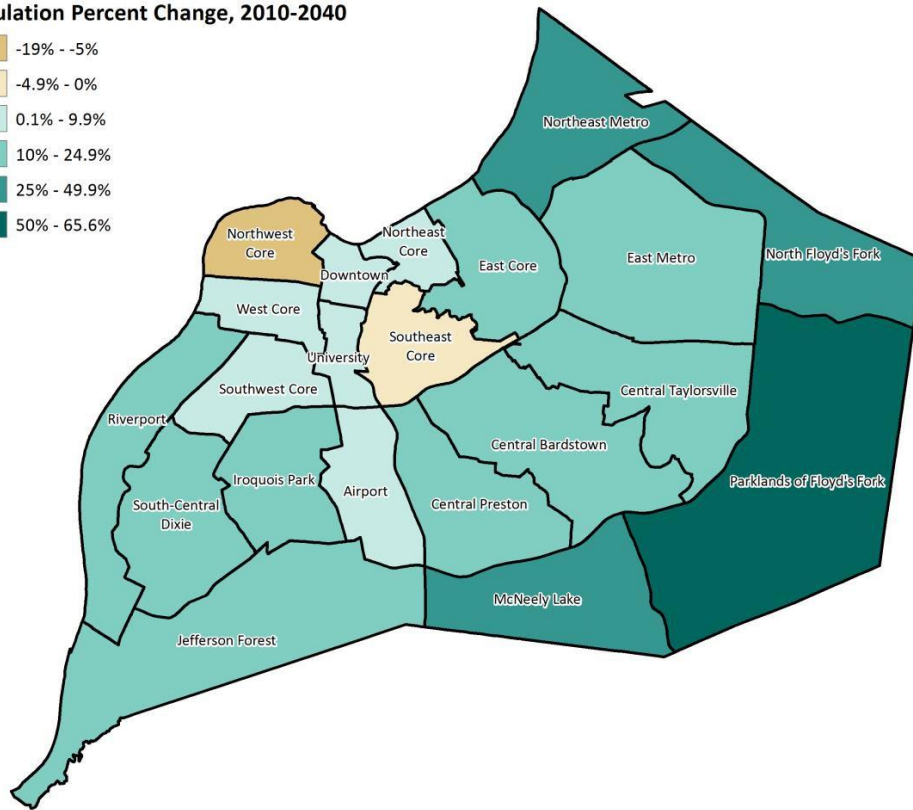 ulation Percent Change, 2010-2040
-19% - -5%
-4.9% - 0%
0.1% - 9.9%
10% - 24.9%
25% - 49.9%
50% - 65.6%
Northeast Metro
Northwest
Core
Northeast
Core
Downtown
East Core
East Metro
North Floyd's Fork
West Core
University
Southeast
Core
Southwest Core
Central Taylorsville
Riverport
Central Bardstown
Iroquois Park
Airport
Parklands of Floyd's Fork
South-Central
Dixie
Central Preston
McNeely Lake
Jefferson Forest